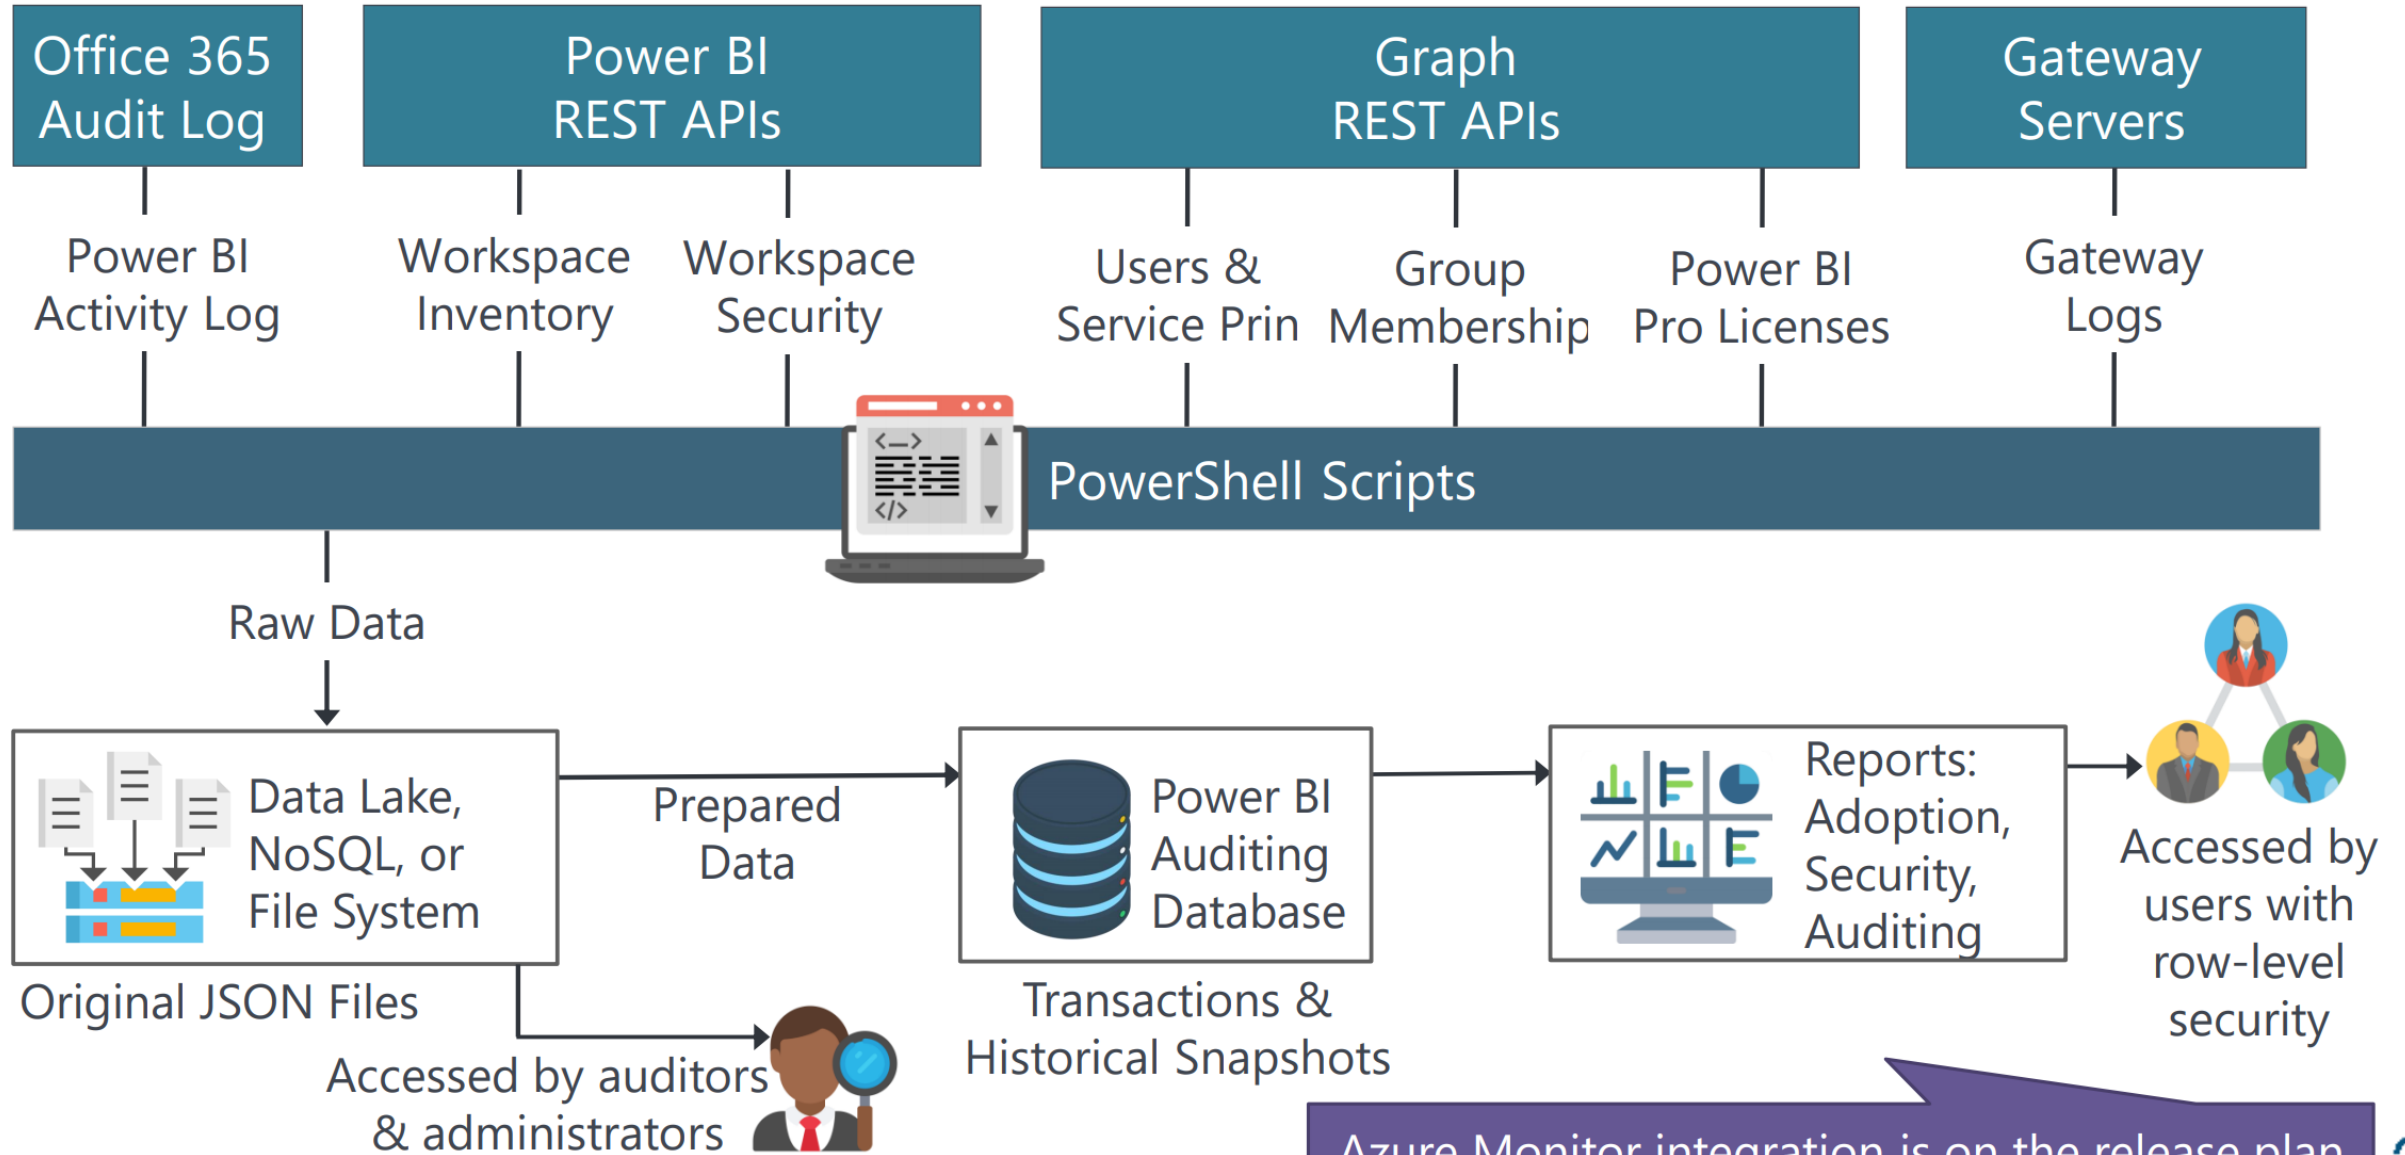 Office 365
Audit Log
Power BI
REST APIs
Graph
REST APIs
Gateway
Servers
Power BI
Activity Log
Workspace
Inventory
Workspace
Security
Users &
Service Prin
Group
Membership
Power BI
Pro Licenses
Gateway
Logs
PowerShell Scripts
Raw Data
Data Lake,
NoSQL, or
File System
Original JSON Files
Prepared
Data
Power BI
Auditing
Database
Transactions &
Historical Snapshots
Reports:
Adoption,
Security,
Auditing
Accessed by
users with
row-level
security
Accessed by auditors
& administrators
Azure Monitor integration is on the release plan